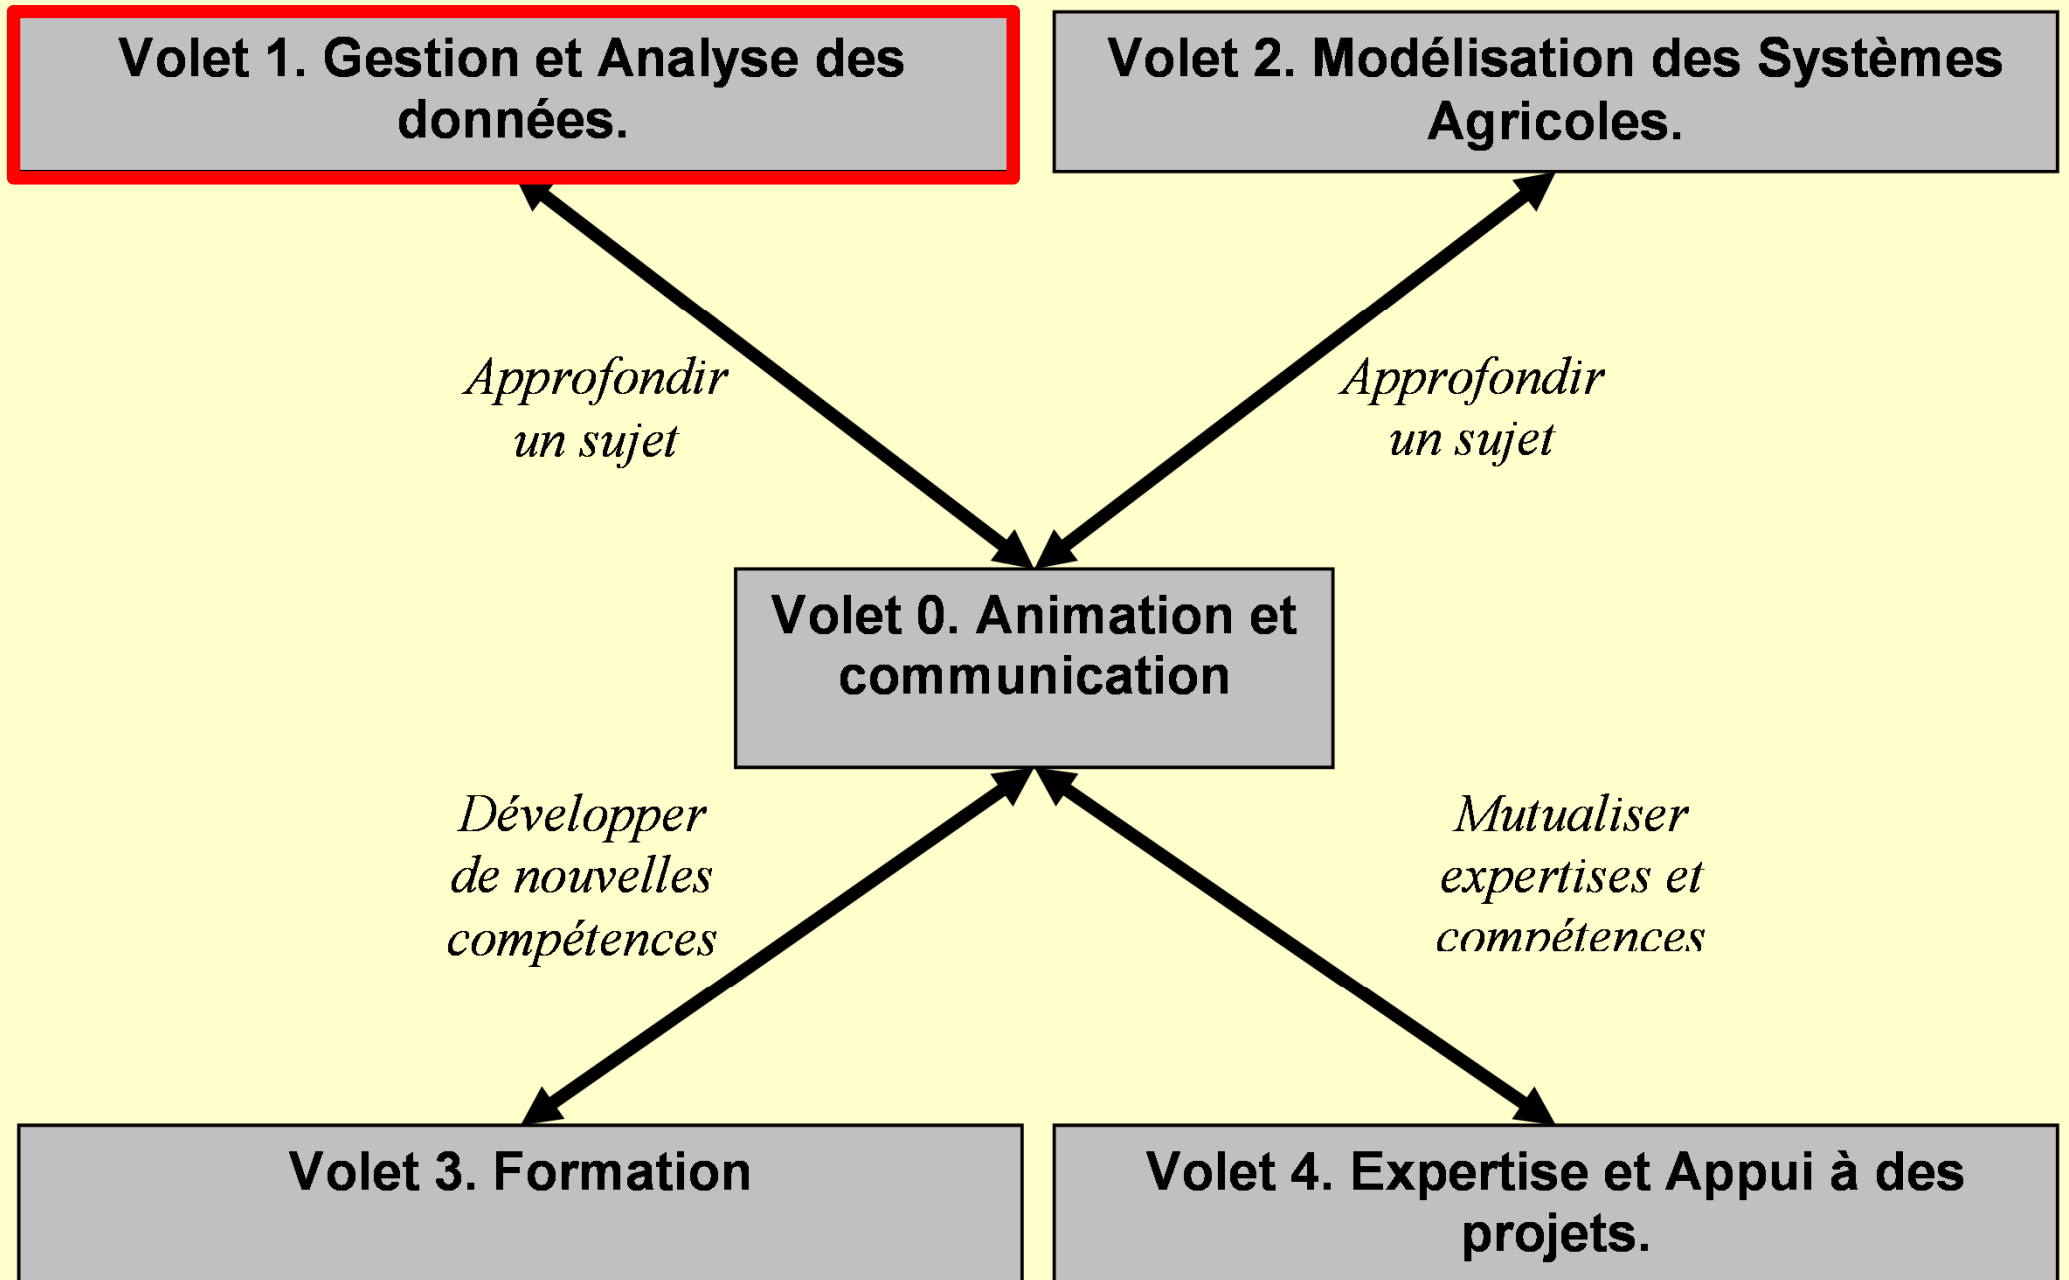 Volet 1. Gestion et Analyse des
données.
Volet 2. Modélisation des Systèmes
Agricoles.
Approfondir
un sujet
Approfondir
un sujet
Volet 0. Animation et
communication
Développer
de nouvelles
compétences
Mutualiser
expertises et
compétences
Volet 3. Formation
Volet 4. Expertise et Appui à des
projets.